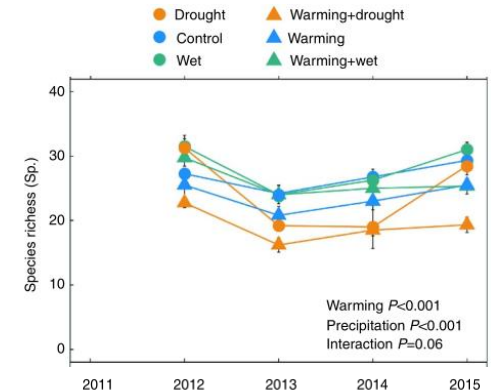 Drought Warming+drought
Control Warming
Wet Warming+wet
40
30
20
10
0
Species richess (Sp.)
Warming P<0.001
Precipitation P<0.001
Interaction P=0.06
2011 2012 2013 2014 2015